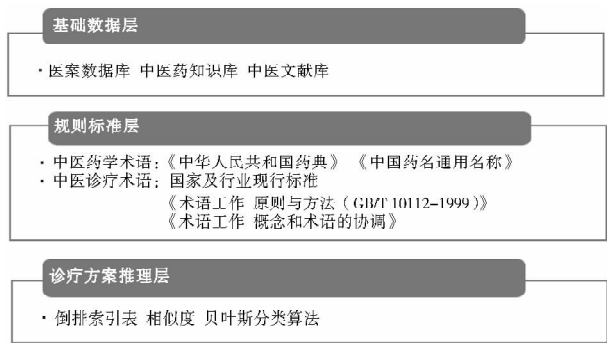 基础数据层
·医案数据库 中医药知识库 中医文献库
规则标准层
·中医药学术语:《中华人民共和国药典》 《中国药名通用名称》
·中医诊疗术语: 国家及行业现行标准
《术语工作 原则与方法（GB/T 10112-1999）》
《术语工作 概念和术语的协调》
诊疗方案推理层
·倒排索引表 相似度 贝叶斯分类算法